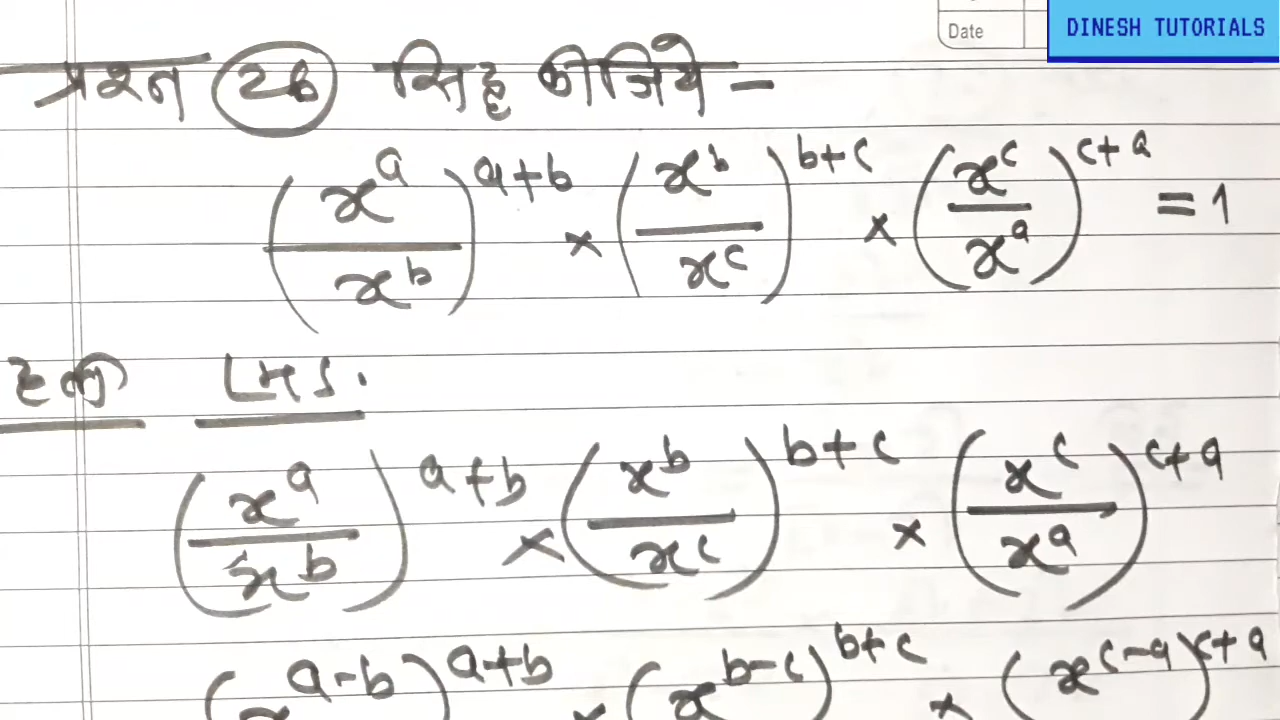 Date
DINESH TUTORIALS
प्रश्न 26 सिद्ध कीजिये -
(x^a / x^b)^(a+b) × (x^b / x^c)^(b+c) × (x^c / x^a)^(c+a) = 1
हल LHS.
(x^a / x^b)^(a+b) × (x^b / x^c)^(b+c) × (x^c / x^a)^(c+a)
(x^(a-b))^(a+b) × (x^(b-c))^(b+c) × (x^(c-a))^(c+a)